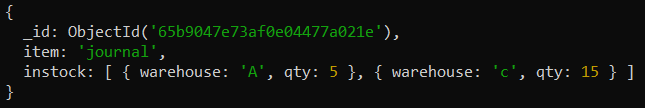 {
  _id: ObjectId('65b9047e73af0e04477a021e'),
  item: 'journal',
  instock: [ { warehouse: 'A', qty: 5 }, { warehouse: 'c', qty: 15 } ]
}